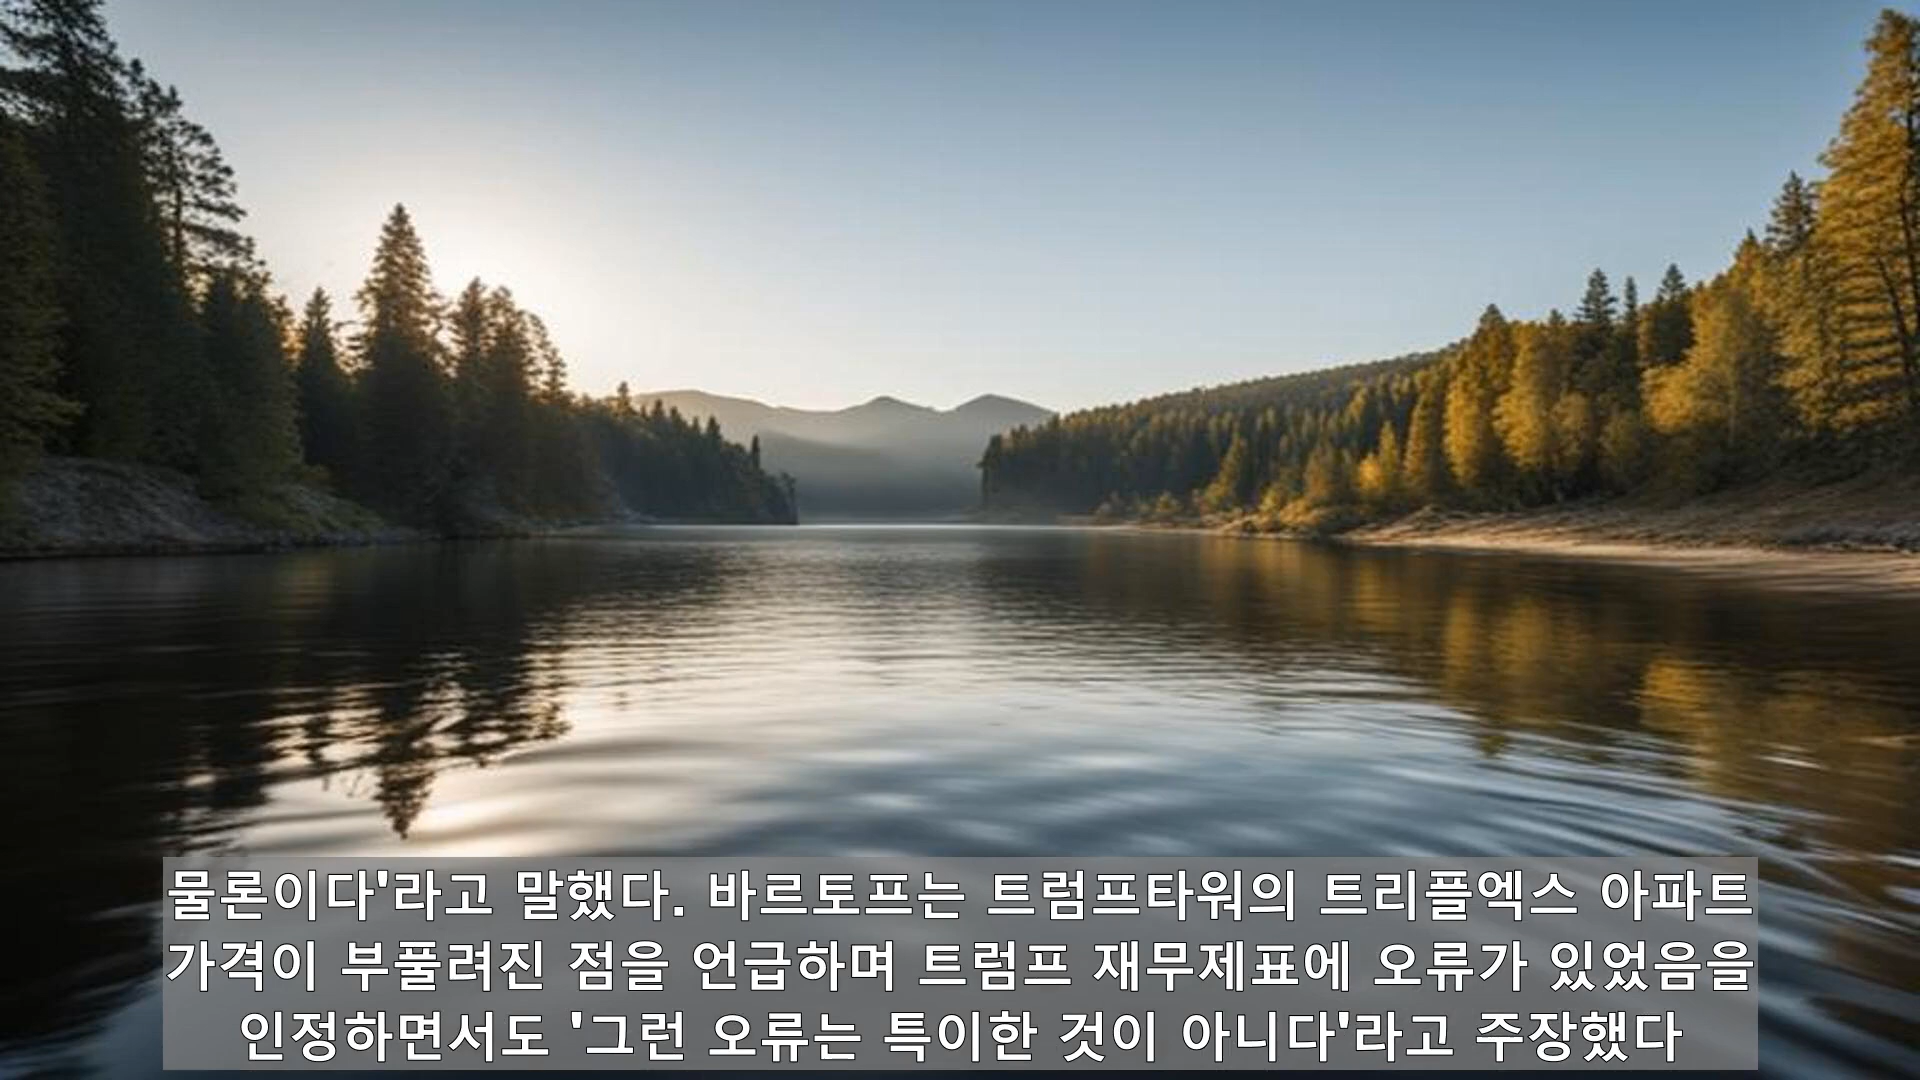 물론이다'라고 말했다. 바르토프는 트럼프타워의 트리플엑스 아파트
가격이 부풀려진 점을 언급하며 트럼프 재무제표에 오류가 있었음을
인정하면서도 '그런 오류는 특이한 것이 아니다'라고 주장했다